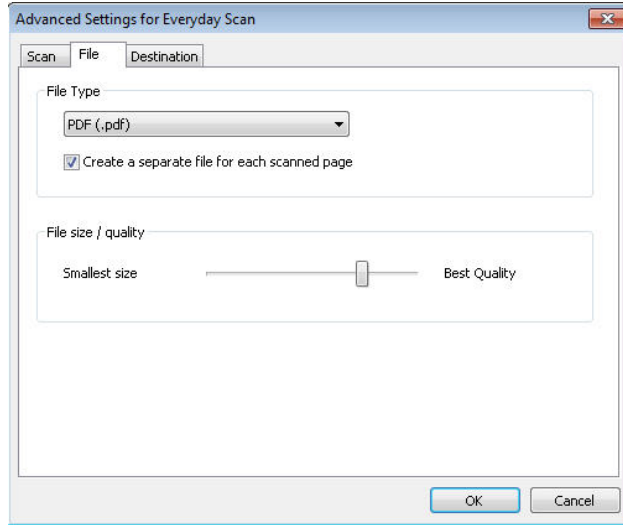 Advanced Settings for Everyday Scan
Scan File Destination
File Type
PDF (.pdf)
Create a separate file for each scanned page
File size / quality
Smallest size Best Quality
OK Cancel